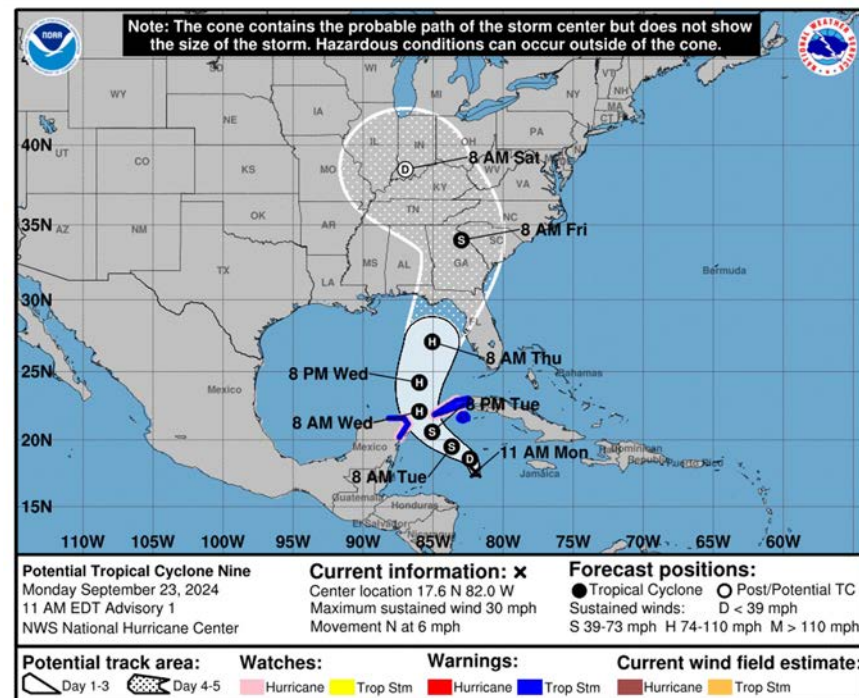 Note: The cone contains the probable path of the storm center but does not show
the size of the storm. Hazardous conditions can occur outside of the cone.
NOAA
WI
MI
NY
VT
NH
MA
CT
WY
IA
NE
PA
40N
UT
CO
KS
MO
IL
IN
OH
WV
VA
KY
8 AM Sat
D
35N
AZ
NM
OK
AR
TN
NC
SC
8 AM Fri
S
TX
LA
MS
AL
GA
Bermuda
30N
FL
H
8 AM Thu
25N
8 PM Wed
H
Bahamas
Mexico
8 PM Tue
8 AM Wed
H
20N
S
11 AM Mon
Mexico
S
D
Jamaica
Haiti
Dominican
Republic
Puerto Rico
8 AM Tue
15N
Guatemala
Honduras
El Salvador
Nicaragua
110W 105W 100W 95W 90W 85W 80W 75W 70W 65W 60W
Potential Tropical Cyclone Nine
Monday September 23, 2024
11 AM EDT Advisory 1
NWS National Hurricane Center
Current information: x
Center location 17.6 N 82.0 W
Maximum sustained wind 30 mph
Movement N at 6 mph
Forecast positions:
● Tropical Cyclone ○ Post/Potential TC
Sustained winds: D < 39 mph
S 39-73 mph H 74-110 mph M > 110 mph
Potential track area:
Day 1-3 Day 4-5
Watches:
Hurricane Trop Stm
Warnings:
Hurricane Trop Stm
Current wind field estimate:
Hurricane Trop Stm